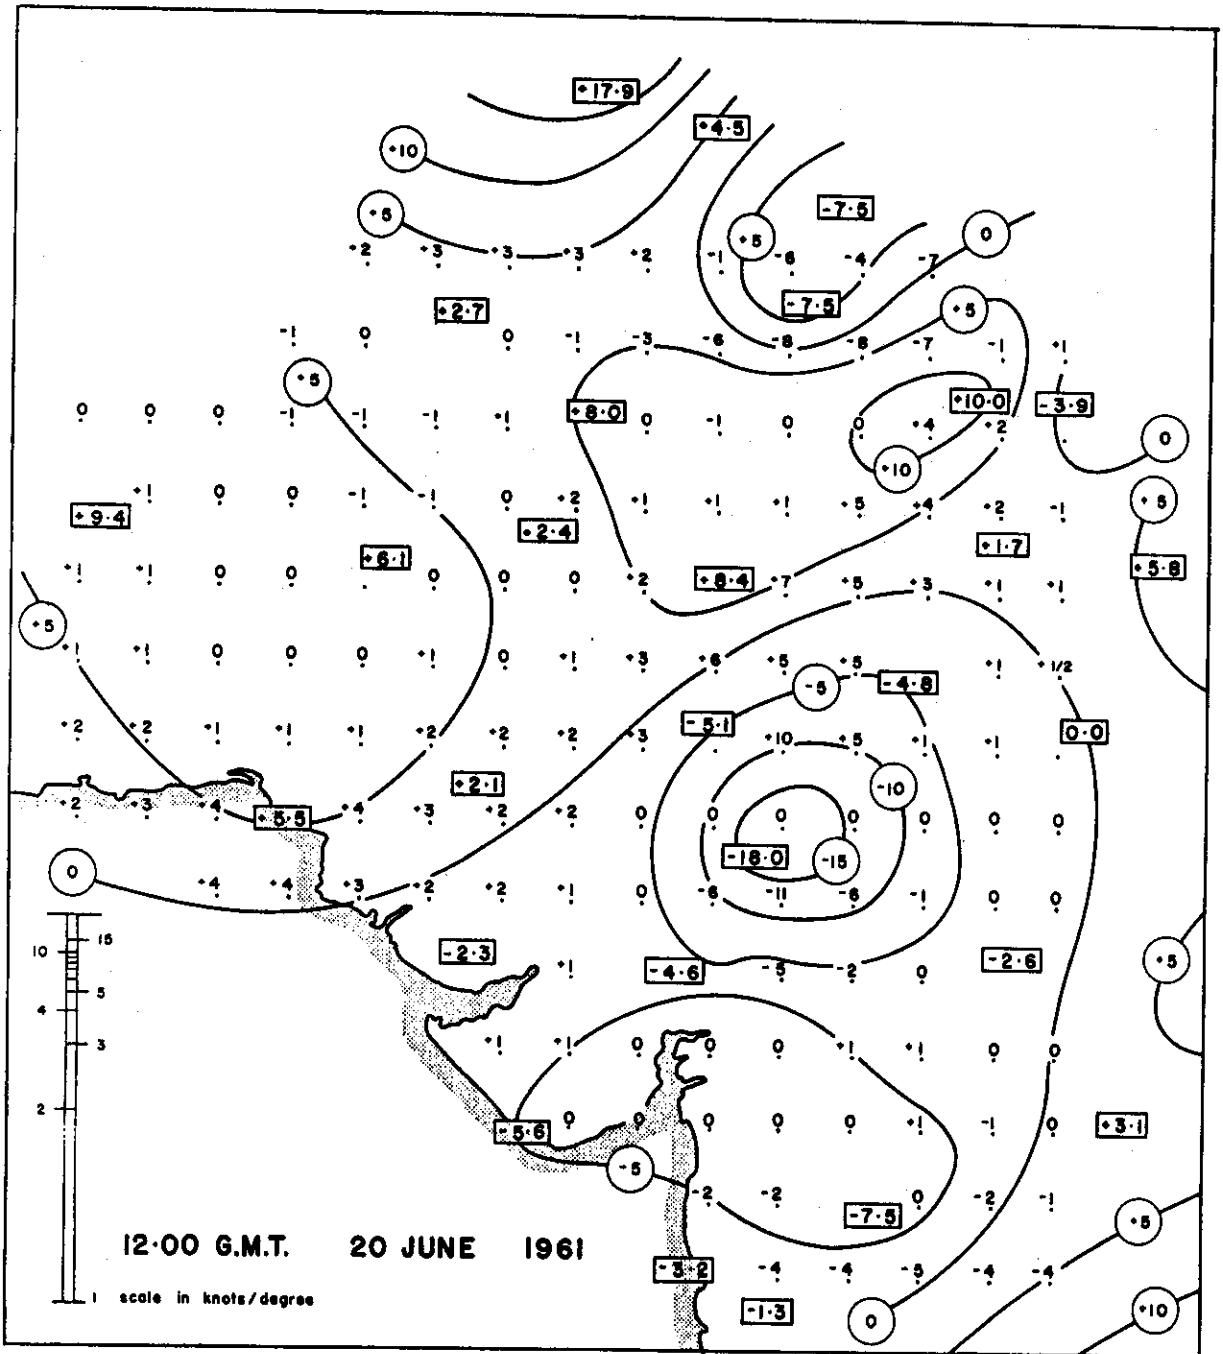 +17·9
+4·5
+10
-7·5
+5 +5 0
+2 +3 +3 +3 +2 -1 -6 -4 -7
+2·7 -7·5 +5
-1 0 0 -1 -3 -6 -8 -8 -7 -1 +1
+5
+8·0 +10·0 -3·9
0 0 0 -1 -1 -1 +1 0 -1 0 0 +4 +2
0
+10
+1 0 0 -1 -1 0 +2 +1 +1 +1 +5 +4 +2 -1
+5
+9·4 +2·4 +1·7
+6·1 +5·8
+1 +1 0 0 0 0 0 +2 +8·4 +7 +5 +3 +1 +1
+5
+1 +1 0 0 0 +1 0 +1 +3 +6 +5 +5 +1 +1/2
-5 -4·8
-5·1 0·0
+2 +2 +1 +1 +2 +2 +2 +3 +10 +5 +1 +1
+2·1 -10
+2 +3 +4 +5·5 +4 +3 +2 +2 0 0 0 0 0 0 0
-18·0 -15
0
+4 +4 +3 +2 +2 +1 0 -6 -11 -6 -1 0 0
15
10 -2·3
+1 -4·6 -5 -2 0 -2·6 +5
5
4
3 +1 +1 0 0 0 +1 +1 0 0
2 0 0 0 0 0 +1 -1 0 +3·1
-5·6
-5
-2 -2 0 -2 -1
-7·5 +5
12·00 G.M.T. 20 JUNE 1961
-3·2 -4 -4 -5 -4 -4
1 scale in knots/degree
-1·3 0 +10